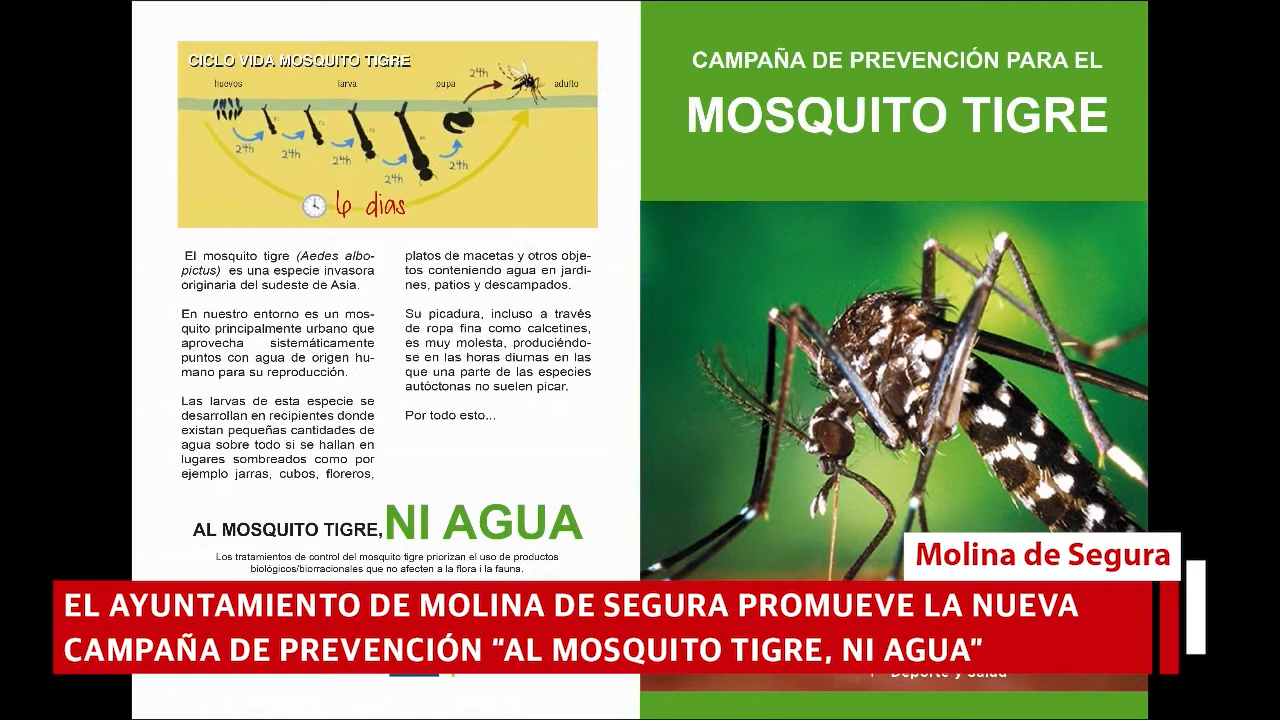 CICLO VIDA MOSQUITO TIGRE
huevos larva pupa 24h adulto
24h 24h 24h 24h 24h
6 dias
El mosquito tigre (Aedes albo-
pictus) es una especie invasora
originaria del sudeste de Asia.
En nuestro entorno es un mos-
quito principalmente urbano que
aprovecha sistemáticamente
puntos con agua de origen hu-
mano para su reproducción.
Las larvas de esta especie se
desarrollan en recipientes donde
existan pequeñas cantidades de
agua sobre todo si se hallan en
lugares sombreados como por
ejemplo jarras, cubos, floreros,
platos de macetas y otros obje-
tos conteniendo agua en jardi-
nes, patios y descampados.
Su picadura, incluso a través
de ropa fina como calcetines,
es muy molesta, produciéndo-
se en las horas diurnas en las
que una parte de las especies
autóctonas no suelen picar.
Por todo esto...
AL MOSQUITO TIGRE, NI AGUA
Los tratamientos de control del mosquito tigre priorizan el uso de productos
biológicos/biorracionales que no afecten a la flora i la fauna.
CAMPAÑA DE PREVENCIÓN PARA EL
MOSQUITO TIGRE
Molina de Segura
EL AYUNTAMIENTO DE MOLINA DE SEGURA PROMUEVE LA NUEVA
CAMPAÑA DE PREVENCIÓN “AL MOSQUITO TIGRE, NI AGUA”
Deporte y Salud